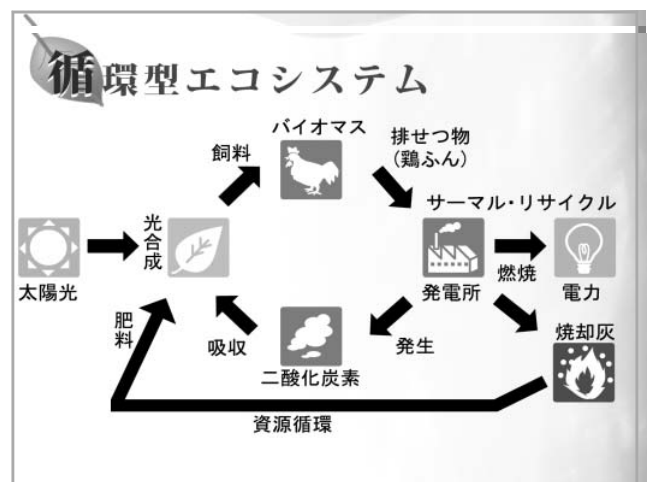 循環型エコシステム
バイオマス
飼料
排せつ物
(鶏ふん)
サーマル・リサイクル
光合成
太陽光
発電所
燃焼
電力
肥料
吸収
二酸化炭素
発生
焼却灰
資源循環